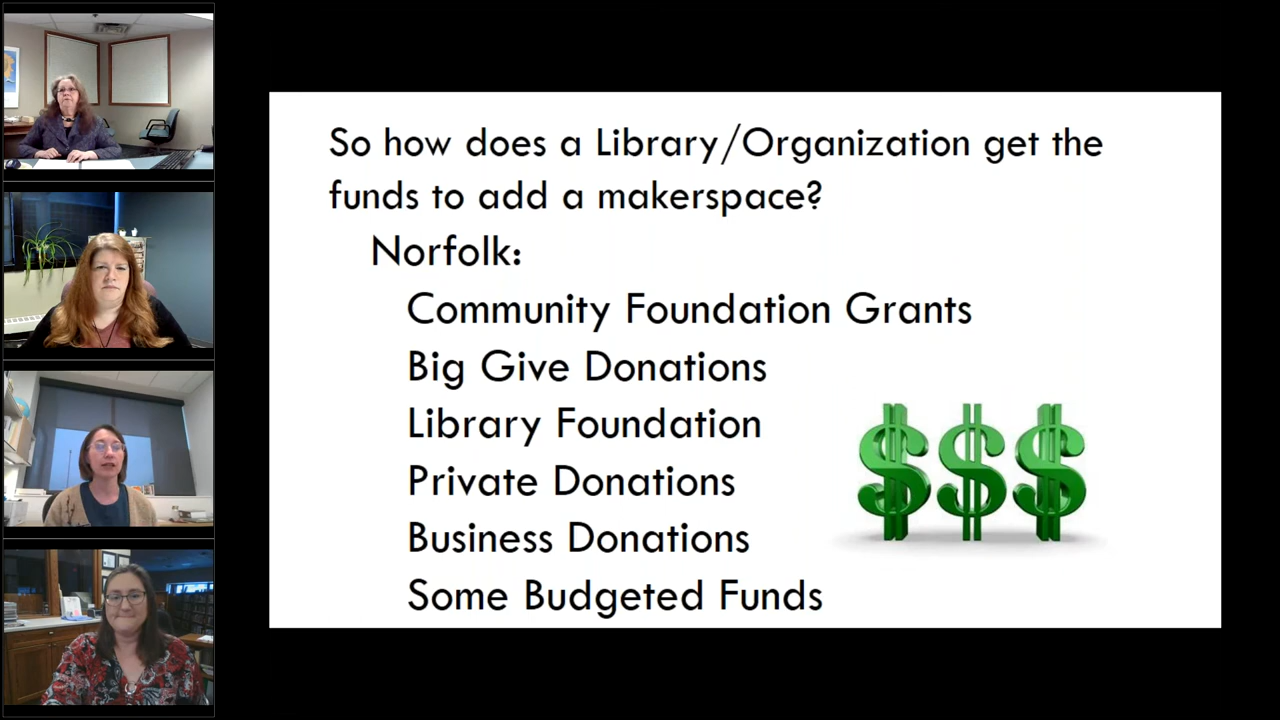 So how does a Library/Organization get the
funds to add a makerspace?
Norfolk:
Community Foundation Grants
Big Give Donations
Library Foundation
Private Donations
Business Donations
Some Budgeted Funds